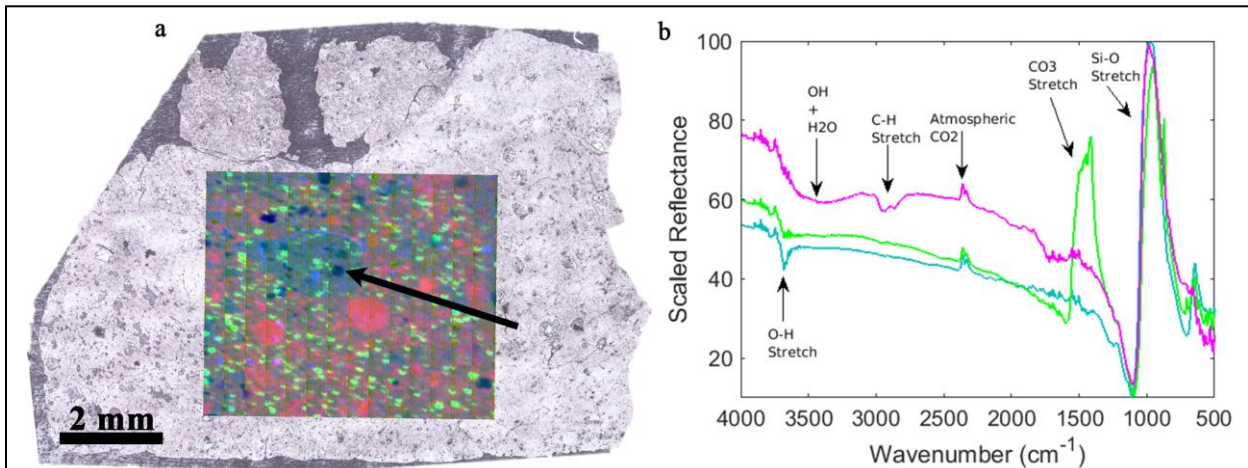 a
2 mm
b
Scaled Reflectance
100
80
60
40
20
OH
+
H2O
C-H
Stretch
Atmospheric
CO2
CO3
Stretch
Si-O
Stretch
O-H
Stretch
4000 3500 3000 2500 2000 1500 1000 500
Wavenumber (cm⁻¹)